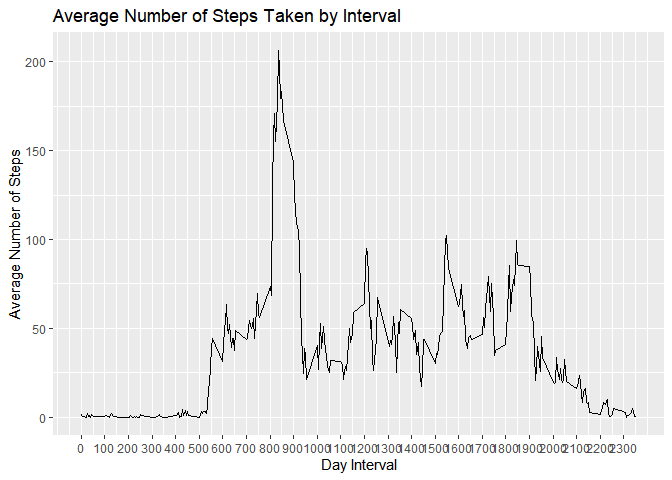 Average Number of Steps Taken by Interval
200
150
100
50
0
Average Number of Steps
0 100 200 300 400 500 600 700 800 900 1000 1100 1200 1300 1400 1500 1600 1700 1800 1900 2000 2100 2200 2300
Day Interval